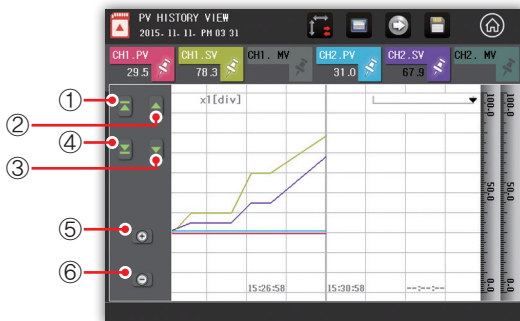 PV HISTORY VIEW
2015. 11. 11. PM 03 31
CH1.PV
29.5
CH1.SV
78.3
CH1. MV
CH2.PV
31.0
CH2.SV
67.9
CH2. MV
①
②
④
③
⑤
⑥
x1[div]
100.0
50.0
0.0
100.0
50.0
0.0
15:26:58
15:30:58
--:--:--